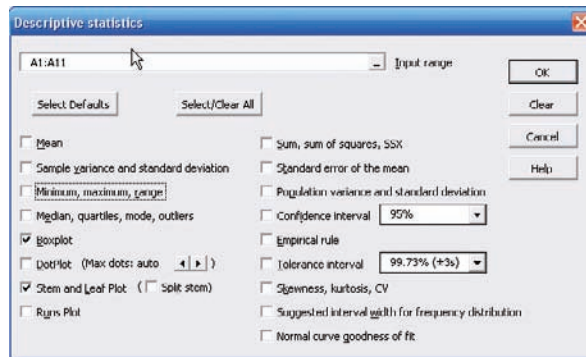 Descriptive statistics
A1:A11
Input range
OK
Select Defaults
Select/Clear All
Clear
Mean
Sum, sum of squares, SSX
Cancel
Sample variance and standard deviation
Standard error of the mean
Help
Minimum, maximum, range
Population variance and standard deviation
Median, quartiles, mode, outliers
Confidence interval 95%
Boxplot
Empirical rule
DotPlot (Max dots: auto )
Tolerance interval 99.73% (+3s)
Stem and Leaf Plot ( Split stem)
Skewness, kurtosis, CV
Runs Plot
Suggested interval width for frequency distribution
Normal curve goodness of fit